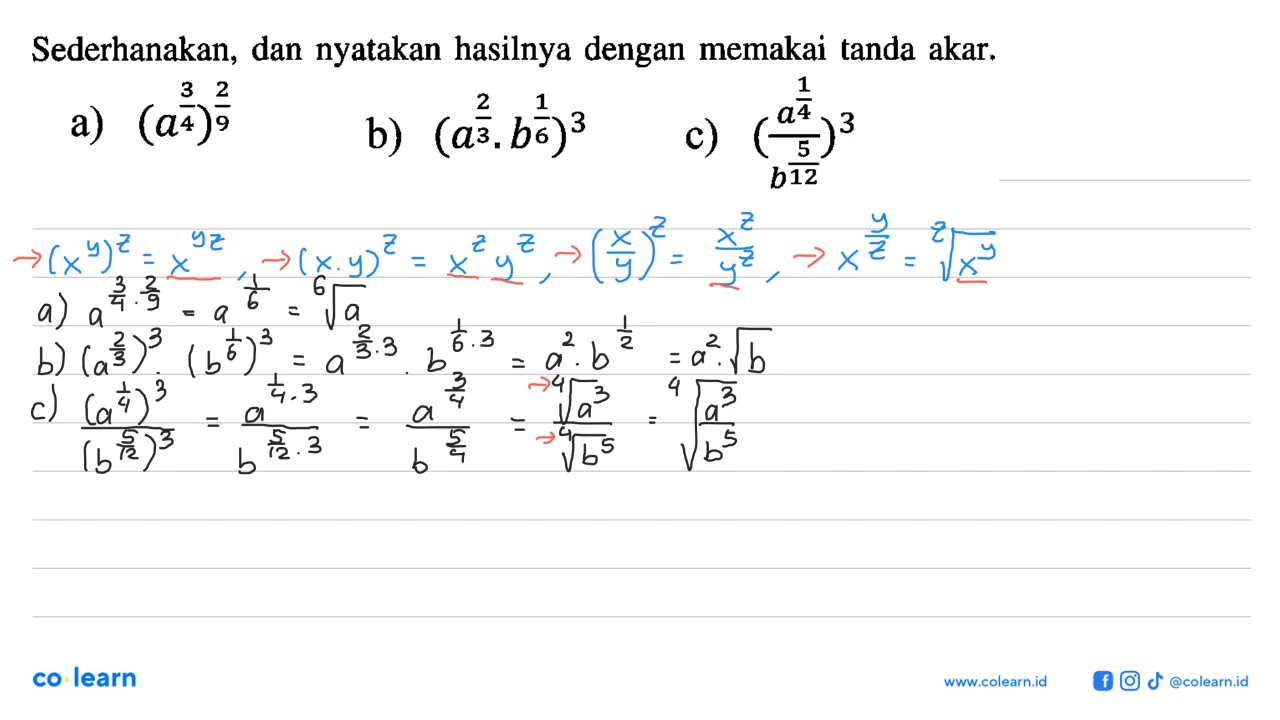 Sederhanakan, dan nyatakan hasilnya dengan memakai tanda akar.
a) (a^{3/4})^{2/9} b) (a^{2/3}. b^{1/6})^3 c) (a^{1/4}/b^{5/12})^3
→ (x^y)^z = x^{yz}, → (x.y)^z = x^z y^z, → (x/y)^z = x^z/y^z, → x^{y/z} = ^z√(x^y)
a) a^{3/4 . 2/9} = a^{1/6} = ^6√a
b) (a^{2/3})^3 . (b^{1/6})^3 = a^{2/3 . 3} . b^{1/6 . 3} = a^2 . b^{1/2} = a^2 . √b
c) (a^{1/4})^3/(b^{5/12})^3 = a^{1/4 . 3}/b^{5/12 . 3} = a^{3/4}/b^{5/4} = → ^4√(a^3)/→ ^4√(b^5) = ^4√(a^3/b^5)
co learn www.colearn.id @colearn.id